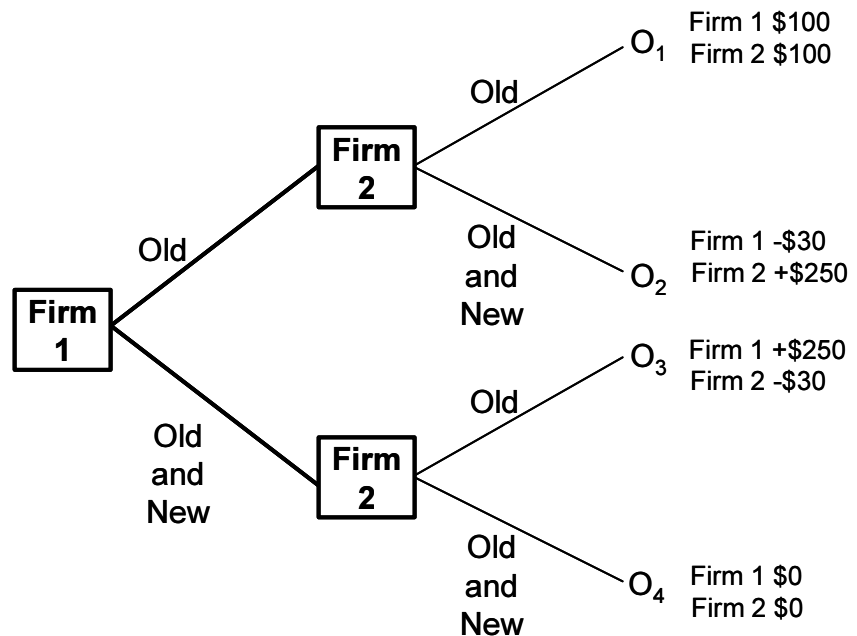 Firm 1 $100
O1
Firm 2 $100
Old
Firm
2
Old
Old
and
New
Firm 1 -$30
O2
Firm 2 +$250
Firm
1
Firm 1 +$250
O3
Firm 2 -$30
Old
Old
and
New
Firm
2
Old
and
New
O4
Firm 1 $0
Firm 2 $0